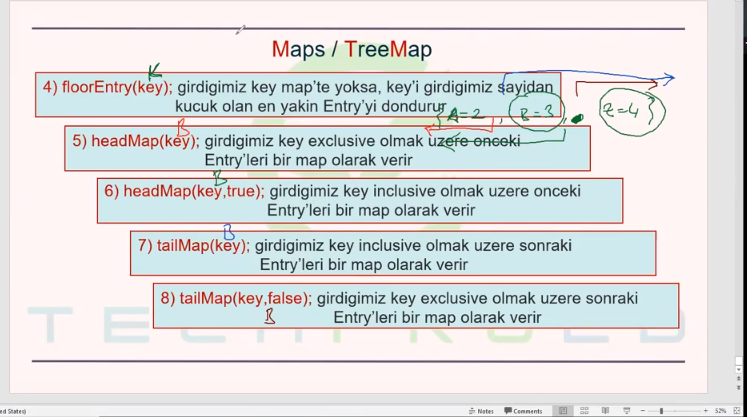 Maps / TreeMap
K
4) floorEntry(key); girdigimiz key map'te yoksa, key'i girdigimiz sayidan
kucuk olan en yakin Entry'yi dondurur
{A=2, B=3, Z=4}
B
5) headMap(key); girdigimiz key exclusive olmak uzere onceki
Entry'leri bir map olarak verir
B
6) headMap(key,true); girdigimiz key inclusive olmak uzere onceki
Entry'leri bir map olarak verir
B
7) tailMap(key); girdigimiz key inclusive olmak uzere sonraki
Entry'leri bir map olarak verir
8) tailMap(key,false); girdigimiz key exclusive olmak uzere sonraki
B
Entry'leri bir map olarak verir
TECHPROED
ted States)
Notes
Comments
52%